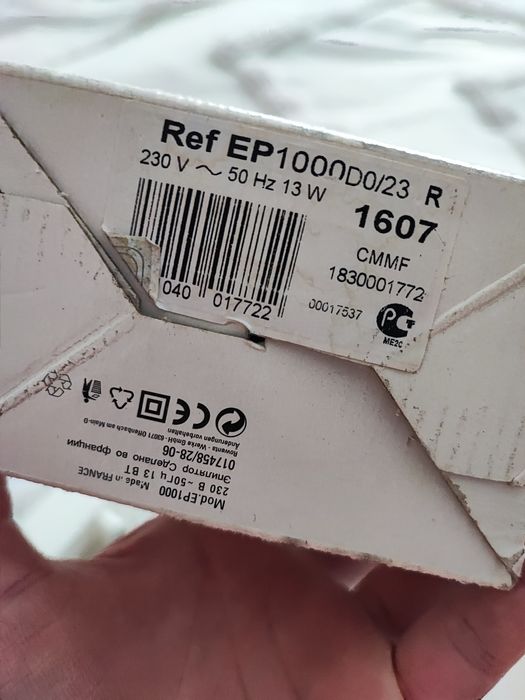 Ref EP1000D0/23 R
230 V ~ 50 Hz 13 W
1607
CMMF
1830001772
040 017722
00017537
PCT
ME20
Mod.EP1000 Made in FRANCE
230 В ~ 50Гц 13 ВТ
Эпилятор Сделано во франции
017458/28-06
Rowenta - Werke GmbH - 63071 Offenbach am Main-D
Änderungen vorbehalten
CE